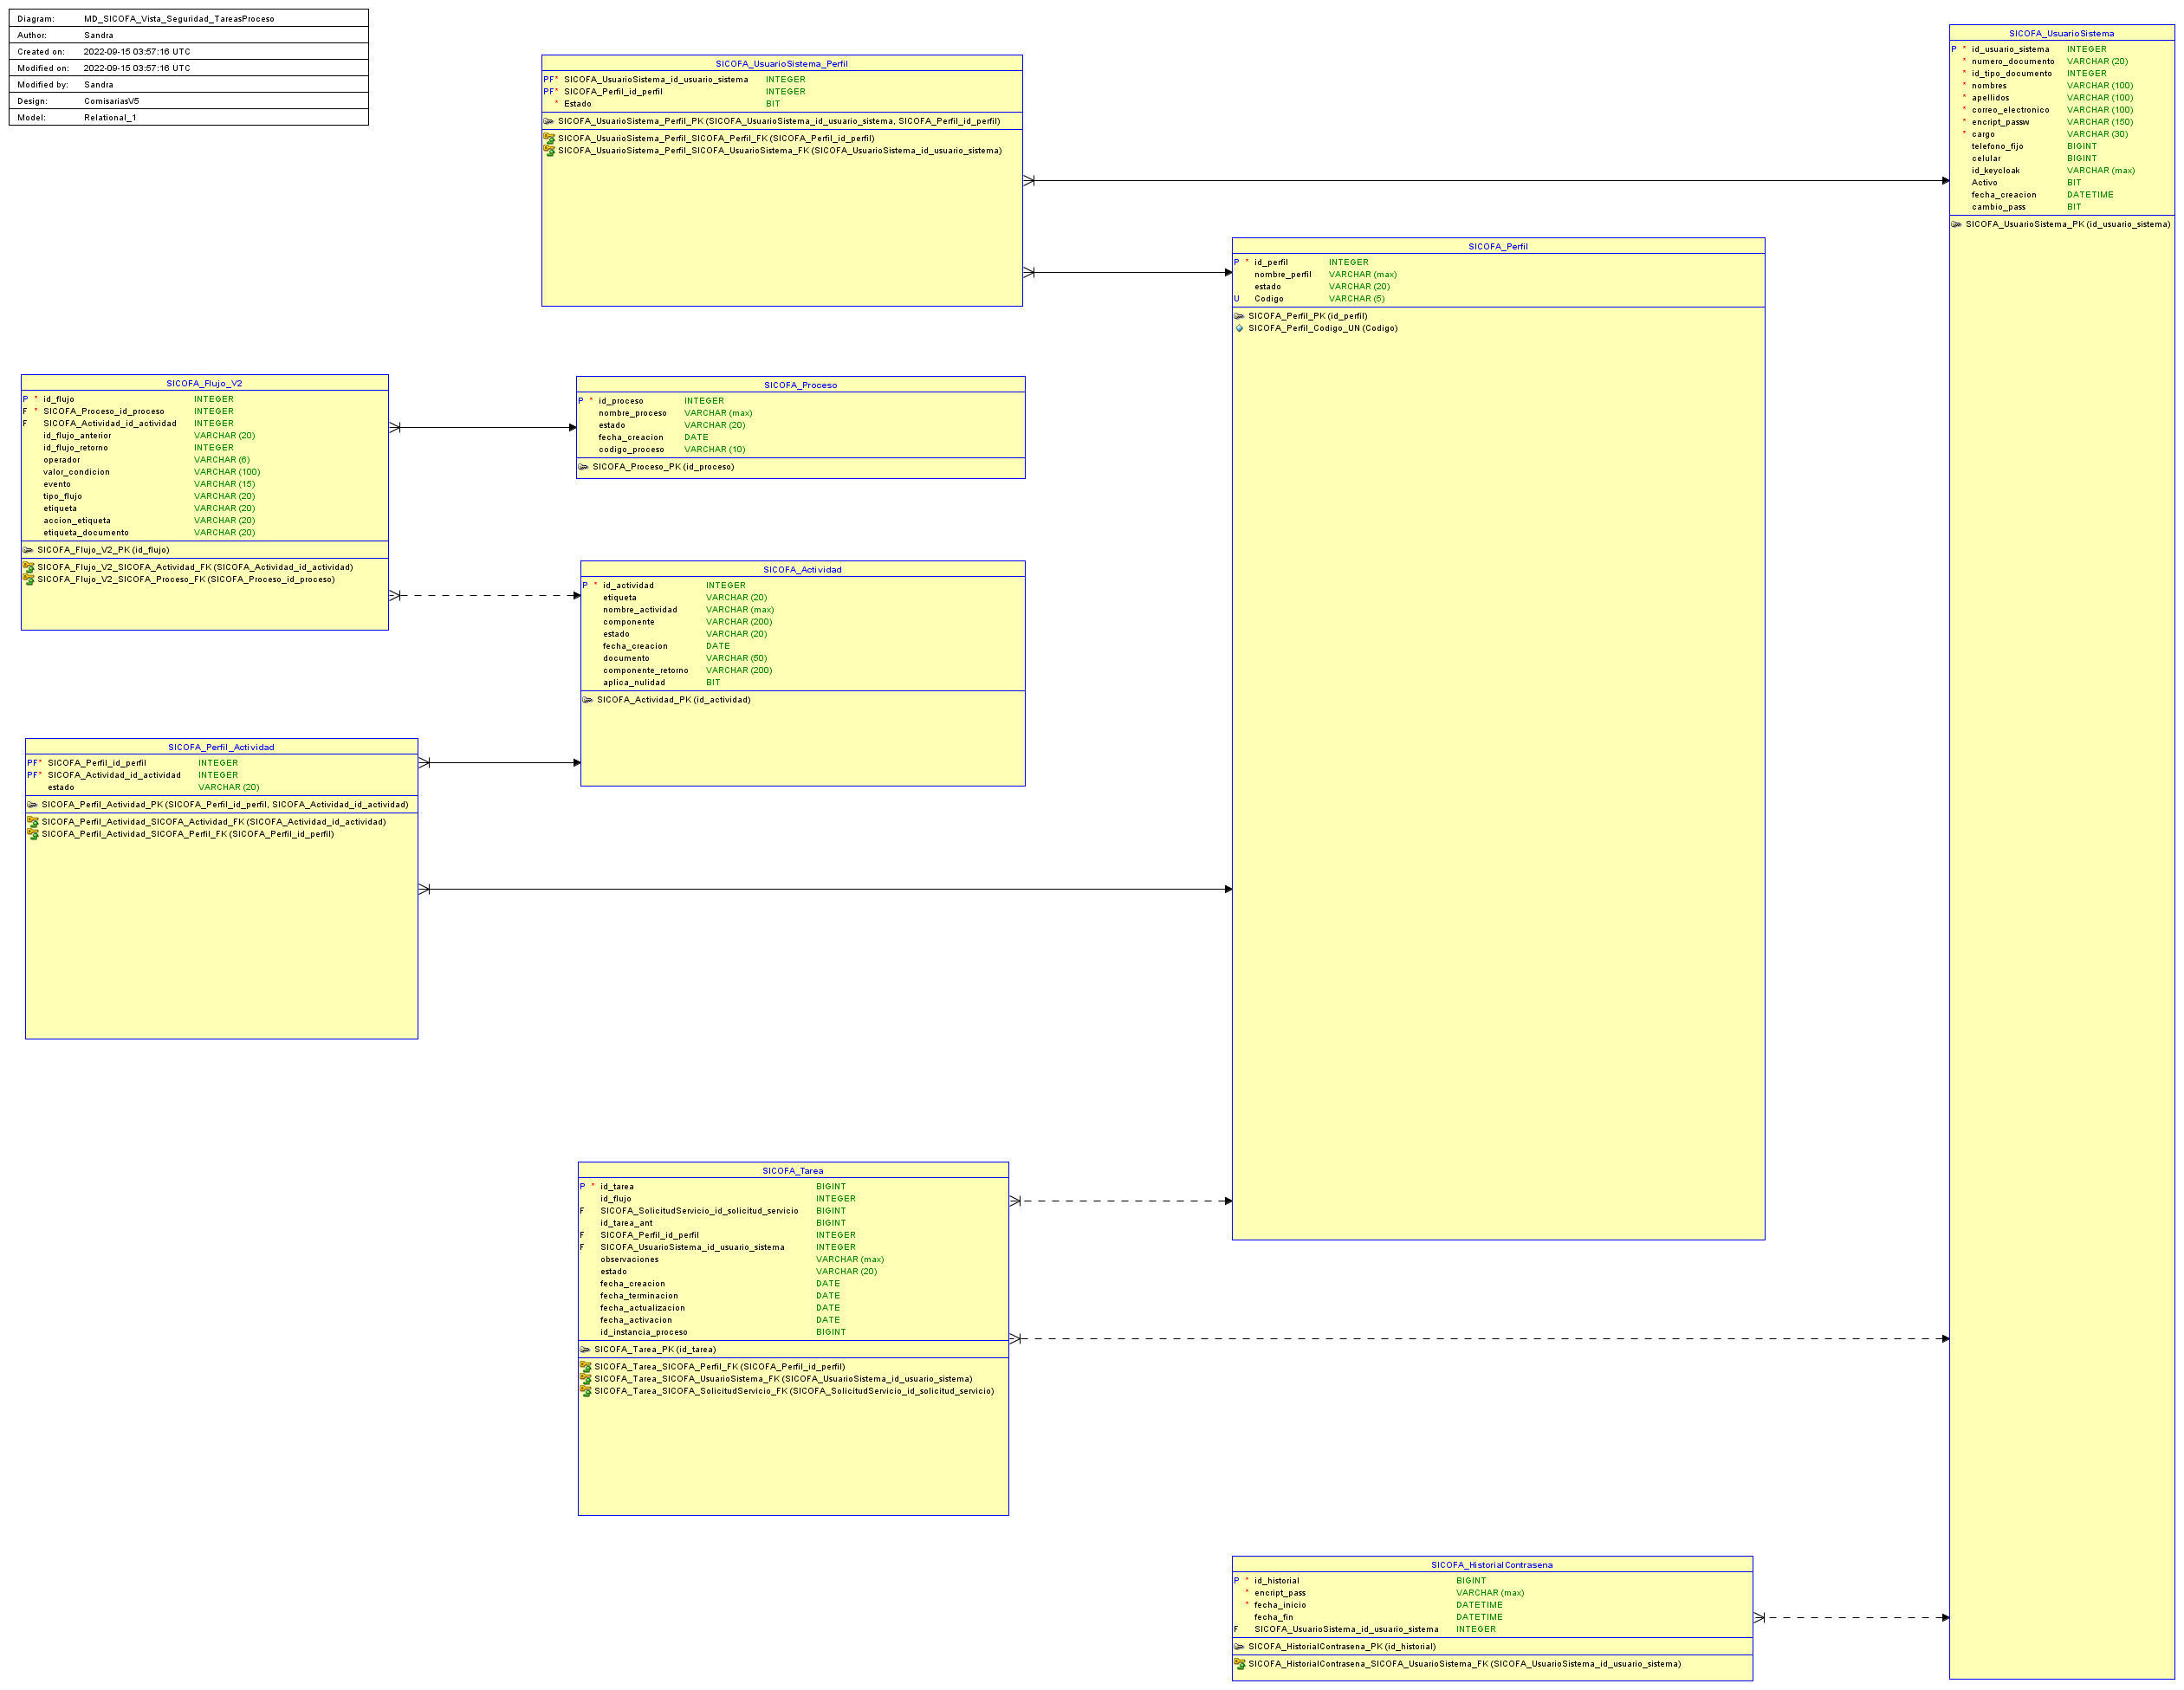 Diagram: MD_SICOFA_Vista_Seguridad_TareasProceso
Author: Sandra
Created on: 2022-09-15 03:57:16 UTC
Modified on: 2022-09-15 03:57:16 UTC
Modified by: Sandra
Design: ComisariasV5
Model: Relational_1
SICOFA_UsuarioSistema_Perfil
PF* SICOFA_UsuarioSistema_id_usuario_sistema INTEGER
PF* SICOFA_Perfil_id_perfil INTEGER
* Estado BIT
SICOFA_UsuarioSistema_Perfil_PK (SICOFA_UsuarioSistema_id_usuario_sistema, SICOFA_Perfil_id_perfil)
SICOFA_UsuarioSistema_Perfil_SICOFA_Perfil_FK (SICOFA_Perfil_id_perfil)
SICOFA_UsuarioSistema_Perfil_SICOFA_UsuarioSistema_FK (SICOFA_UsuarioSistema_id_usuario_sistema)
SICOFA_UsuarioSistema
P * id_usuario_sistema INTEGER
* numero_documento VARCHAR (20)
* id_tipo_documento INTEGER
* nombres VARCHAR (100)
* apellidos VARCHAR (100)
* correo_electronico VARCHAR (100)
* encript_passw VARCHAR (150)
* cargo VARCHAR (30)
telefono_fijo BIGINT
celular BIGINT
id_keycloak VARCHAR (max)
Activo BIT
fecha_creacion DATETIME
cambio_pass BIT
SICOFA_UsuarioSistema_PK (id_usuario_sistema)
SICOFA_Perfil
P * id_perfil INTEGER
nombre_perfil VARCHAR (max)
estado VARCHAR (20)
U Codigo VARCHAR (5)
SICOFA_Perfil_PK (id_perfil)
SICOFA_Perfil_Codigo_UN (Codigo)
SICOFA_Flujo_V2
P * id_flujo INTEGER
F * SICOFA_Proceso_id_proceso INTEGER
F SICOFA_Actividad_id_actividad INTEGER
id_flujo_anterior VARCHAR (20)
id_flujo_retorno INTEGER
operador VARCHAR (6)
valor_condicion VARCHAR (100)
evento VARCHAR (15)
tipo_flujo VARCHAR (20)
etiqueta VARCHAR (20)
accion_etiqueta VARCHAR (20)
etiqueta_documento VARCHAR (20)
SICOFA_Flujo_V2_PK (id_flujo)
SICOFA_Flujo_V2_SICOFA_Actividad_FK (SICOFA_Actividad_id_actividad)
SICOFA_Flujo_V2_SICOFA_Proceso_FK (SICOFA_Proceso_id_proceso)
SICOFA_Proceso
P * id_proceso INTEGER
nombre_proceso VARCHAR (max)
estado VARCHAR (20)
fecha_creacion DATE
codigo_proceso VARCHAR (10)
SICOFA_Proceso_PK (id_proceso)
SICOFA_Actividad
P * id_actividad INTEGER
etiqueta VARCHAR (20)
nombre_actividad VARCHAR (max)
componente VARCHAR (200)
estado VARCHAR (20)
fecha_creacion DATE
documento VARCHAR (50)
componente_retorno VARCHAR (200)
aplica_nulidad BIT
SICOFA_Actividad_PK (id_actividad)
SICOFA_Perfil_Actividad
PF* SICOFA_Perfil_id_perfil INTEGER
PF* SICOFA_Actividad_id_actividad INTEGER
estado VARCHAR (20)
SICOFA_Perfil_Actividad_PK (SICOFA_Perfil_id_perfil, SICOFA_Actividad_id_actividad)
SICOFA_Perfil_Actividad_SICOFA_Actividad_FK (SICOFA_Actividad_id_actividad)
SICOFA_Perfil_Actividad_SICOFA_Perfil_FK (SICOFA_Perfil_id_perfil)
SICOFA_Tarea
P * id_tarea BIGINT
id_flujo INTEGER
F SICOFA_SolicitudServicio_id_solicitud_servicio BIGINT
id_tarea_ant BIGINT
F SICOFA_Perfil_id_perfil INTEGER
F SICOFA_UsuarioSistema_id_usuario_sistema INTEGER
observaciones VARCHAR (max)
estado VARCHAR (20)
fecha_creacion DATE
fecha_terminacion DATE
fecha_actualizacion DATE
fecha_activacion DATE
id_instancia_proceso BIGINT
SICOFA_Tarea_PK (id_tarea)
SICOFA_Tarea_SICOFA_Perfil_FK (SICOFA_Perfil_id_perfil)
SICOFA_Tarea_SICOFA_UsuarioSistema_FK (SICOFA_UsuarioSistema_id_usuario_sistema)
SICOFA_Tarea_SICOFA_SolicitudServicio_FK (SICOFA_SolicitudServicio_id_solicitud_servicio)
SICOFA_HistorialContrasena
P * id_historial BIGINT
* encript_pass VARCHAR (max)
* fecha_inicio DATETIME
fecha_fin DATETIME
F SICOFA_UsuarioSistema_id_usuario_sistema INTEGER
SICOFA_HistorialContrasena_PK (id_historial)
SICOFA_HistorialContrasena_SICOFA_UsuarioSistema_FK (SICOFA_UsuarioSistema_id_usuario_sistema)